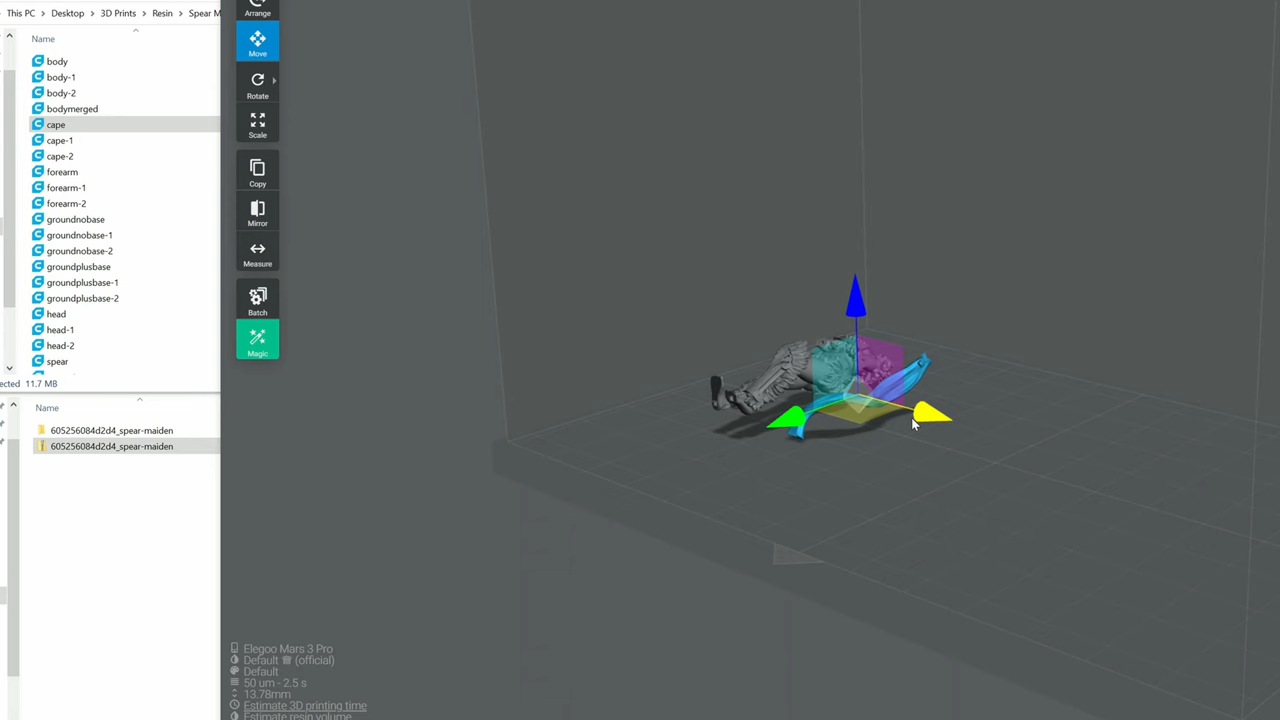 This PC > Desktop > 3D Prints > Resin > Spear M
Name
body
body-1
body-2
bodymerged
cape
cape-1
cape-2
forearm
forearm-1
forearm-2
groundnobase
groundnobase-1
groundnobase-2
groundplusbase
groundplusbase-1
groundplusbase-2
head
head-1
head-2
spear
ected 11.7 MB
Name
605256084d2d4_spear-maiden
605256084d2d4_spear-maiden
Arrange
Move
Rotate
Scale
Copy
Mirror
Measure
Batch
Magic
Elegoo Mars 3 Pro
Default (official)
Default
50 um - 2.5 s
13.78mm
Estimate 3D printing time
Estimate resin volume